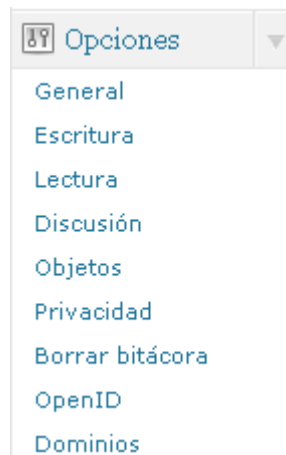 Opciones
General
Escritura
Lectura
Discusión
Objetos
Privacidad
Borrar bitácora
OpenID
Dominios